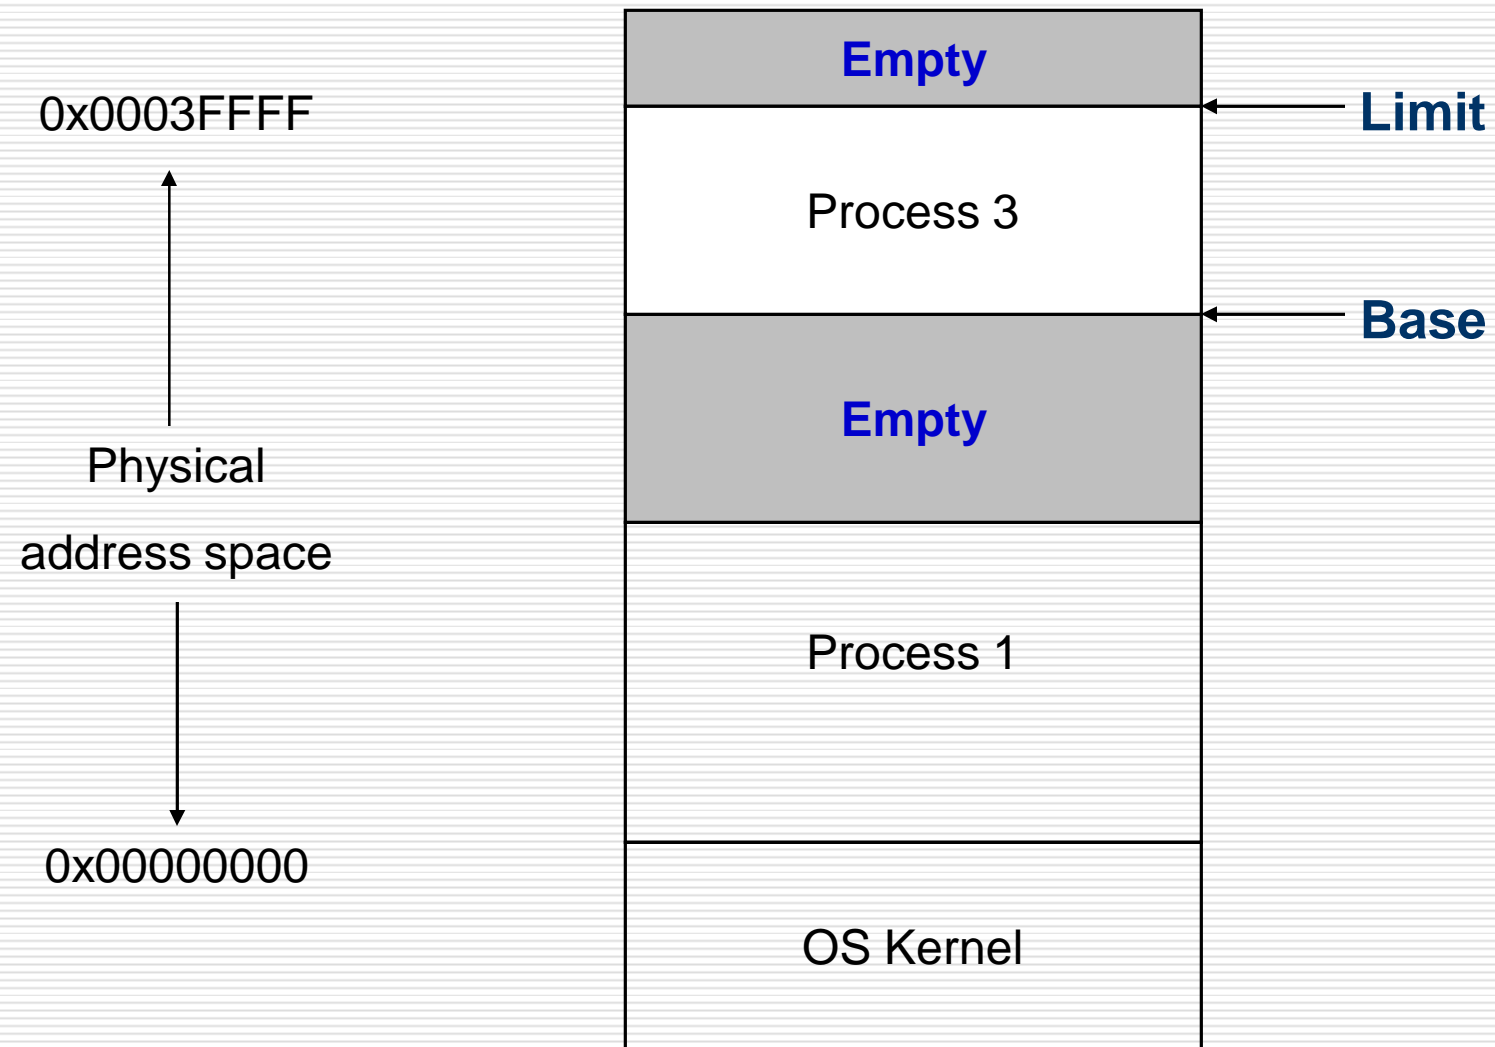 Empty
0x0003FFFF
Limit
Process 3
Base
Empty
Physical
address space
Process 1
0x00000000
OS Kernel